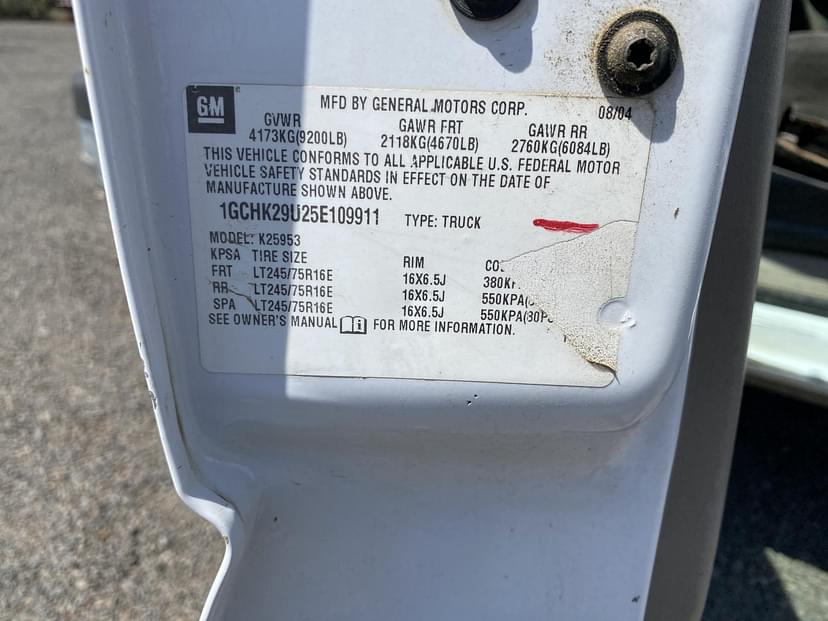 GM
MFD BY GENERAL MOTORS CORP. 08/04
GVWR GAWR FRT GAWR RR
4173KG(9200LB) 2118KG(4670LB) 2760KG(6084LB)
THIS VEHICLE CONFORMS TO ALL APPLICABLE U.S. FEDERAL MOTOR
VEHICLE SAFETY STANDARDS IN EFFECT ON THE DATE OF
MANUFACTURE SHOWN ABOVE.
1GCHK29U25E109911 TYPE: TRUCK
MODEL: K25953
KPSA TIRE SIZE RIM
FRT LT245/75R16E 16X6.5J
RR LT245/75R16E 16X6.5J 550KPA
SPA LT245/75R16E 16X6.5J 550KPA
SEE OWNER'S MANUAL FOR MORE INFORMATION.